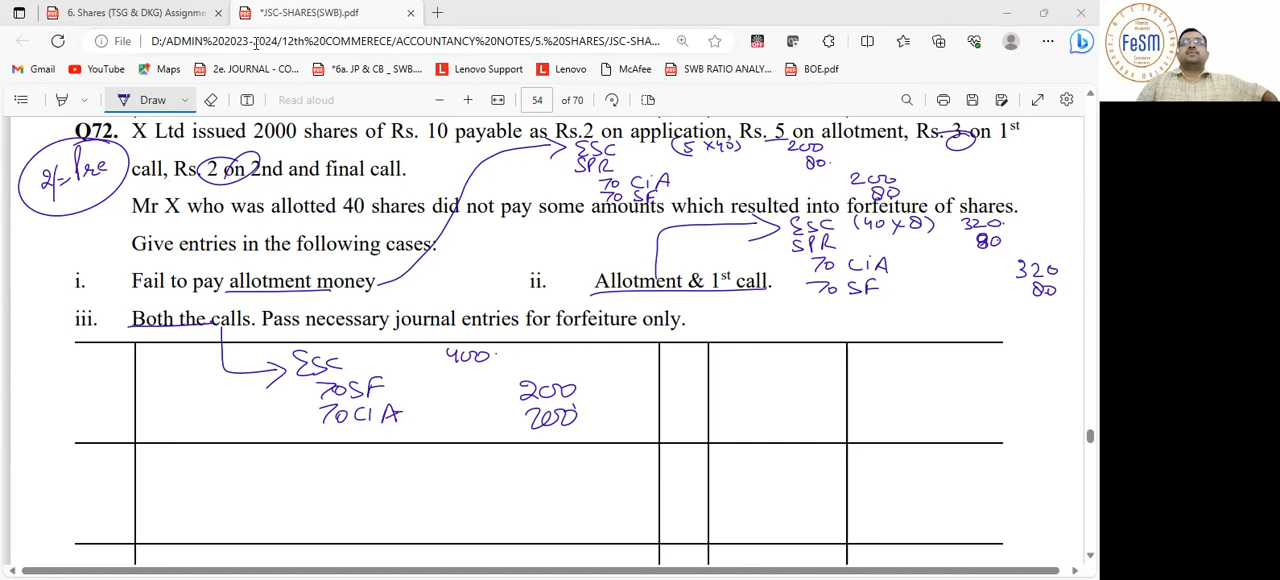 6. Shares (TSG & DKG) Assignme
*JSC-SHARES(SWB).pdf
File D:/ADMIN%202023-2024/12th%20COMMERECE/ACCOUNTANCY%20NOTES/5.%20SHARES/JSC-SHA...
Gmail YouTube Maps 2e. JOURNAL - CO... *6a. JP & CB _ SWB.... Lenovo Support Lenovo McAfee SWB RATIO ANALY... BOE.pdf
Draw Read aloud 54 of 70
FeSM
Q72. X Ltd issued 2000 shares of Rs. 10 payable as Rs.2 on application, Rs. 5 on allotment, Rs. 3 on 1st
ESC (5 x 40) 200
SPR 80
2/= Pre
call, Rs. 2 on 2nd and final call.
To CIA 200
To SF 80
Mr X who was allotted 40 shares did not pay some amounts which resulted into forfeiture of shares.
ESC (40 x 8) 320
SPR 80
Give entries in the following cases:
To CIA 320
To SF 80
i. Fail to pay allotment money ii. Allotment & 1st call.
iii. Both the calls. Pass necessary journal entries for forfeiture only.
ESC 400
To SF 200
To CIA 200